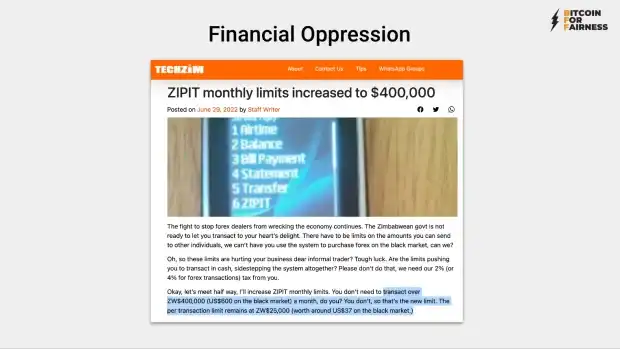 Financial Oppression
BITCOIN
FOR
FAIRNESS
TECHZIM
About Contact Us Tips WhatsApp Groups
ZIPIT monthly limits increased to $400,000
Posted on June 29, 2022 by Staff Writer
1 Airtime
2 Balance
3 Bill Payment
4 Statement
5 Transfer
6 ZIPIT
The fight to stop forex dealers from wrecking the economy continues. The Zimbabwean govt is not
ready to let you transact to your heart's delight. There have to be limits on the amounts you can send
to other individuals, we can't have you use the system to purchase forex on the black market, can we?
Oh, so these limits are hurting your business dear informal trader? Tough luck. Are the limits pushing
you to transact in cash, sidestepping the system altogether? Please don't do that, we need our 2% (or
4% for forex transactions) tax from you.
Okay, let's meet half way, I'll increase ZIPIT monthly limits. You don't need to transact over
ZW$400,000 (US$600 on the black market) a month, do you? You don't, so that's the new limit. The
per transaction limit remains at ZW$25,000 (worth around US$37 on the black market.)